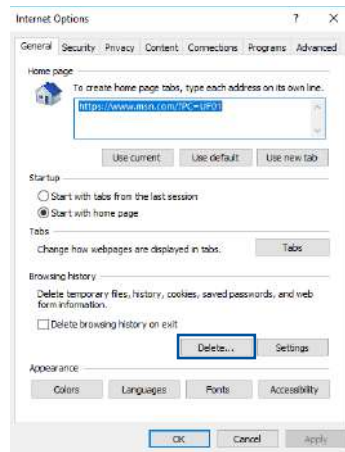 Internet Options ? X
General Security Privacy Content Connections Programs Advanced
Home page
To create home page tabs, type each address on its own line.
https://www.msn.com/?PC=UF01
Use current Use default Use new tab
Startup
Start with tabs from the last session
Start with home page
Tabs
Change how webpages are displayed in tabs. Tabs
Browsing history
Delete temporary files, history, cookies, saved passwords, and web
form information.
Delete browsing history on exit
Delete... Settings
Appearance
Colors Languages Fonts Accessibility
OK Cancel Apply